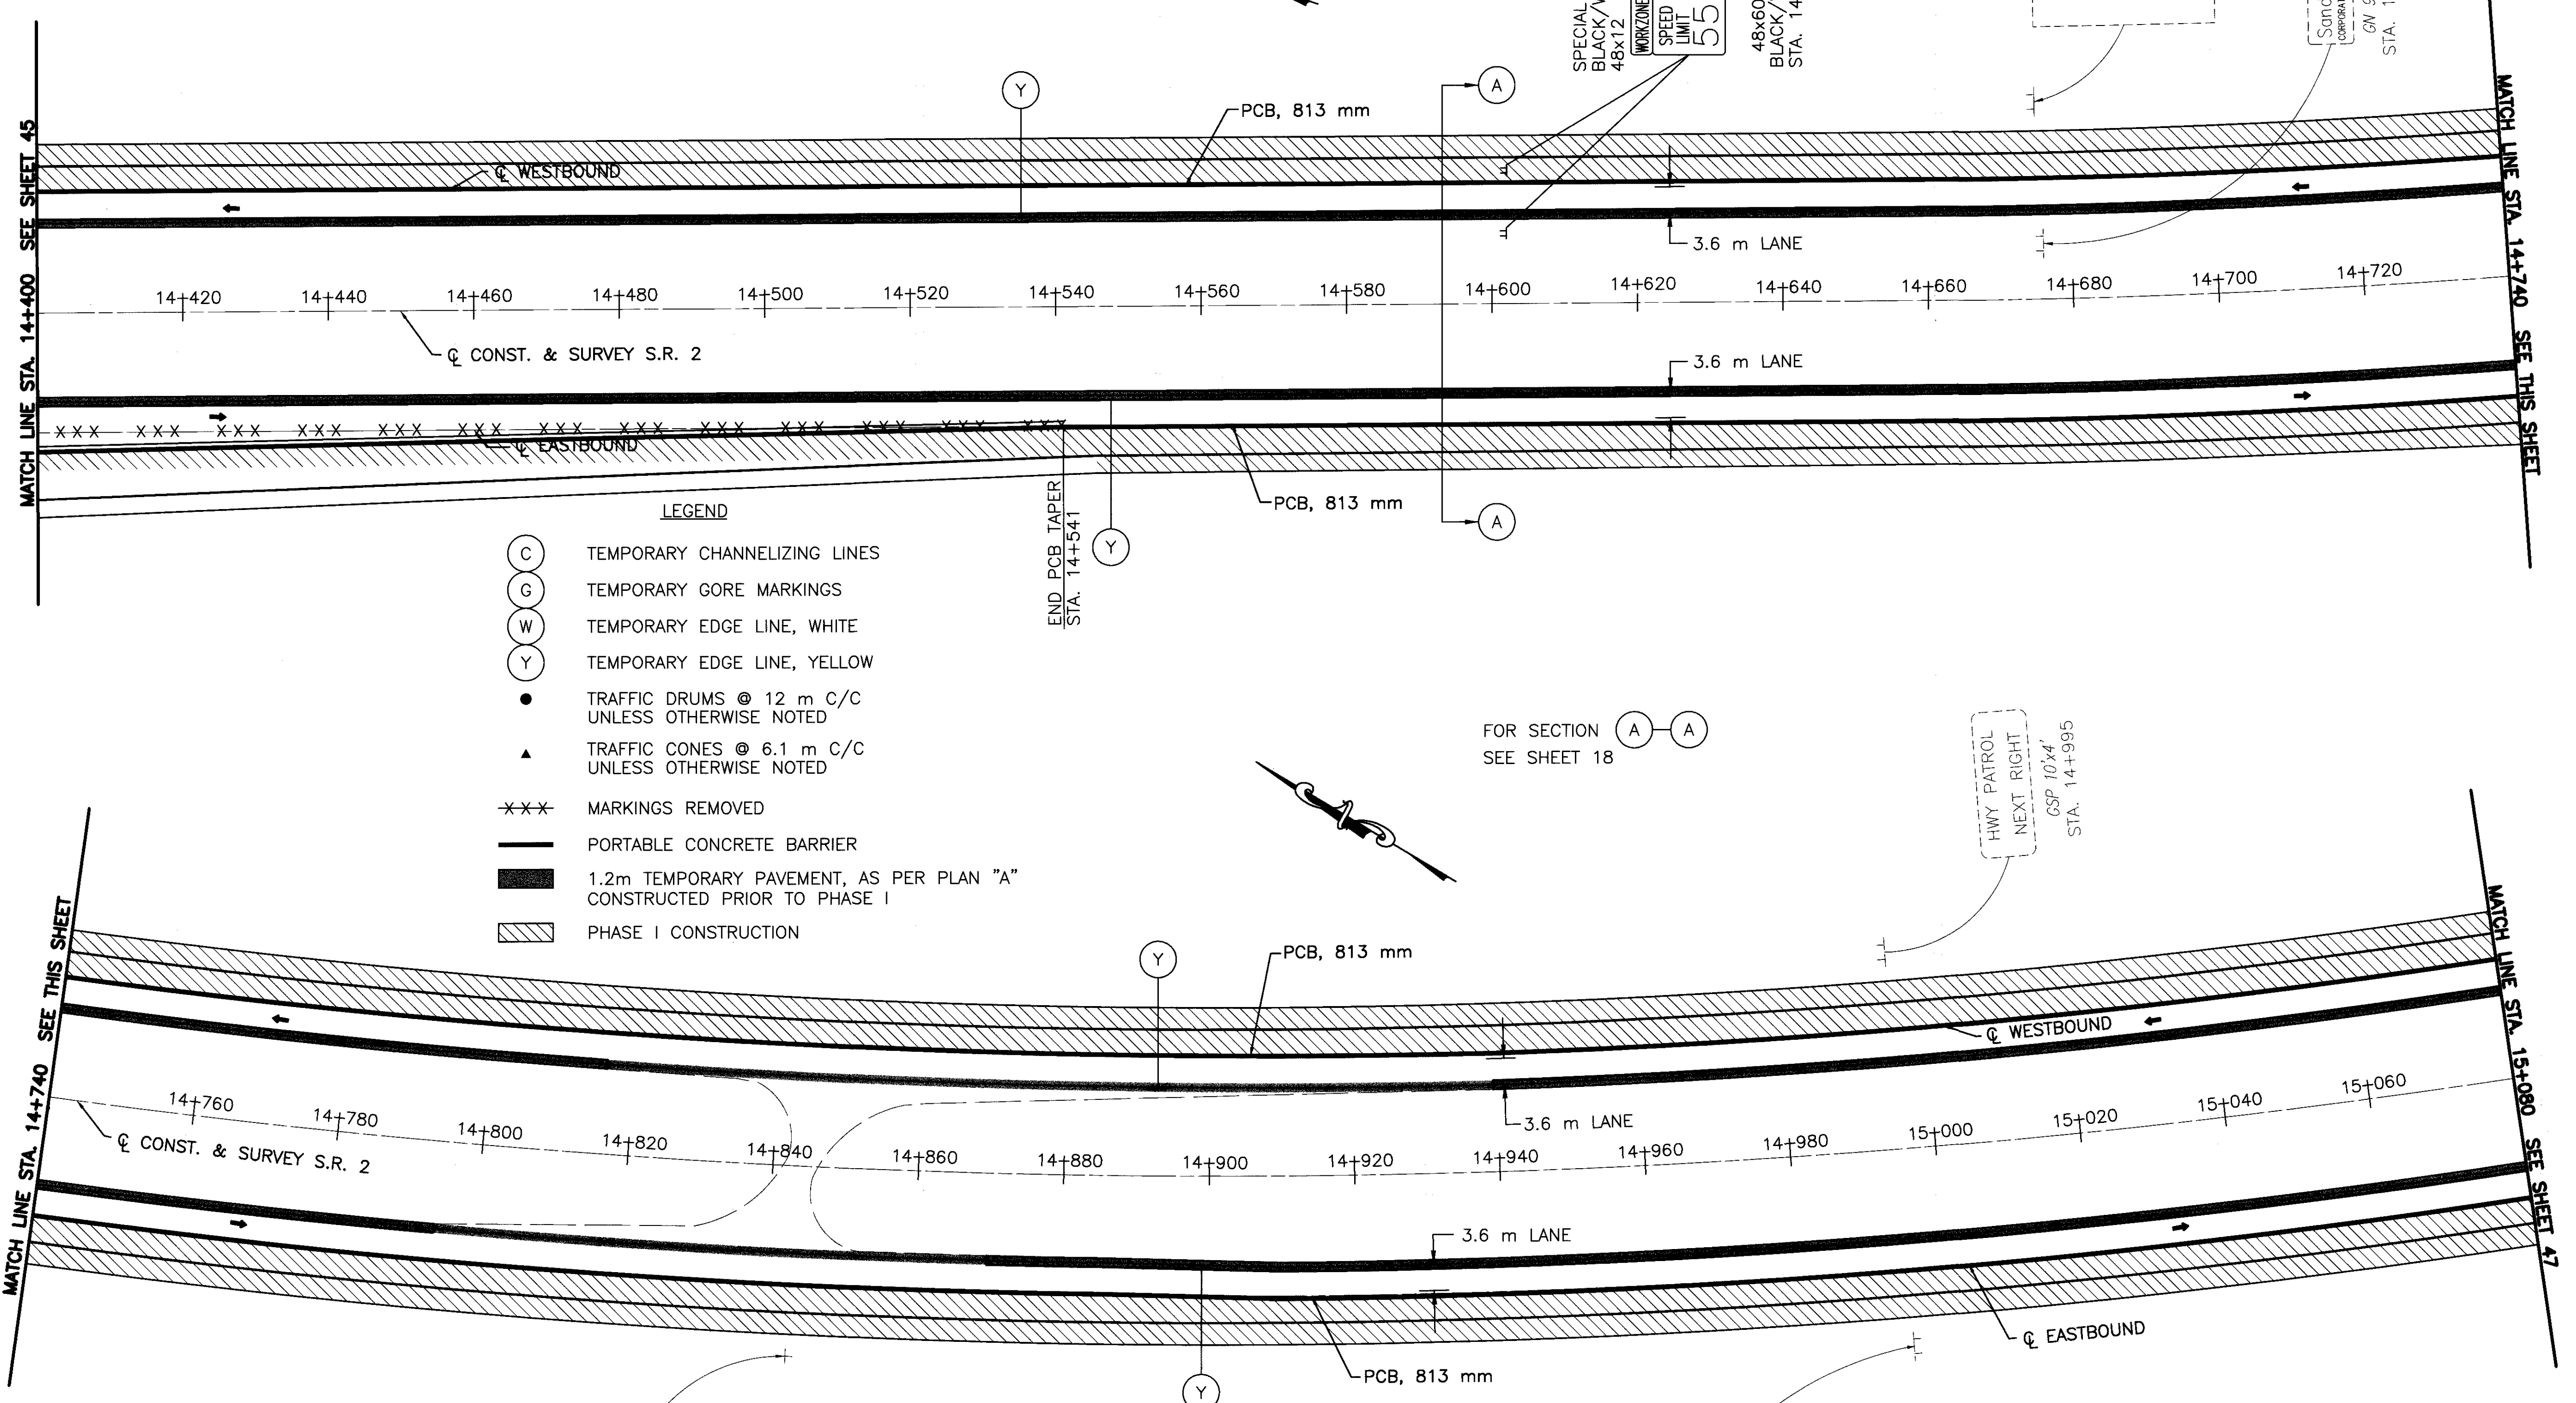 MATCH LINE STA. 14+400 SEE SHEET 45
SPECIAL
48x12
WORKZONE
SPEED
LIMIT
55
48x60
CORPORAT
MATCH LINE STA. 14+740 SEE THIS SHEET
Y
PCB, 813 mm
A
℄ WESTBOUND
3.6 m LANE
14+420
14+440
14+460
14+480
14+500
14+520
14+540
14+560
14+580
14+600
14+620
14+640
14+660
14+680
14+700
14+720
℄ CONST. & SURVEY S.R. 2
3.6 m LANE
℄ EASTBOUND
PCB, 813 mm
A
Y
END PCB TAPER
STA. 14+541
LEGEND
C TEMPORARY CHANNELIZING LINES
G TEMPORARY GORE MARKINGS
W TEMPORARY EDGE LINE, WHITE
Y TEMPORARY EDGE LINE, YELLOW
TRAFFIC DRUMS @ 12 m C/C
UNLESS OTHERWISE NOTED
TRAFFIC CONES @ 6.1 m C/C
UNLESS OTHERWISE NOTED
MARKINGS REMOVED
PORTABLE CONCRETE BARRIER
1.2m TEMPORARY PAVEMENT, AS PER PLAN "A"
CONSTRUCTED PRIOR TO PHASE I
PHASE I CONSTRUCTION
FOR SECTION A A
SEE SHEET 18
HWY PATROL
NEXT RIGHT
GSP 10'x4'
STA. 14+995
MATCH LINE STA. 14+740 SEE THIS SHEET
MATCH LINE STA. 15+080 SEE SHEET 47
Y
PCB, 813 mm
℄ WESTBOUND
3.6 m LANE
14+760
14+780
14+800
14+820
14+840
14+860
14+880
14+900
14+920
14+940
14+960
14+980
15+000
15+020
15+040
15+060
℄ CONST. & SURVEY S.R. 2
3.6 m LANE
℄ EASTBOUND
PCB, 813 mm
Y